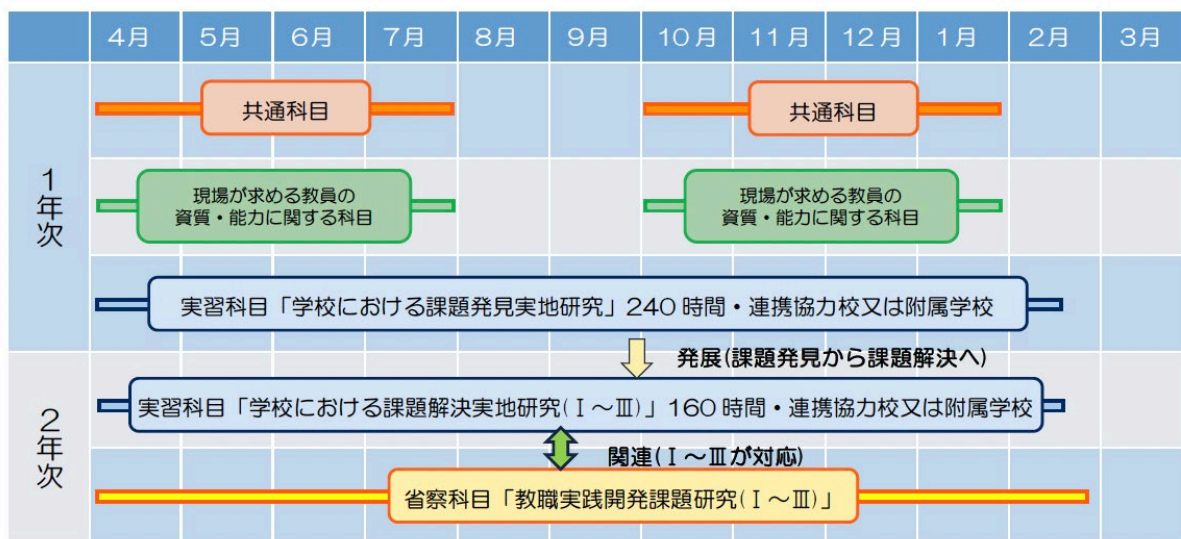 4月 5月 6月 7月 8月 9月 10月 11月 12月 1月 2月 3月
1年次
共通科目
共通科目
現場が求める教員の
資質・能力に関する科目
現場が求める教員の
資質・能力に関する科目
実習科目「学校における課題発見実地研究」240時間・連携協力校又は附属学校
発展(課題発見から課題解決へ)
2年次
実習科目「学校における課題解決実地研究(Ⅰ～Ⅲ)」160時間・連携協力校又は附属学校
関連(Ⅰ～Ⅲが対応)
省察科目「教職実践開発課題研究(Ⅰ～Ⅲ)」